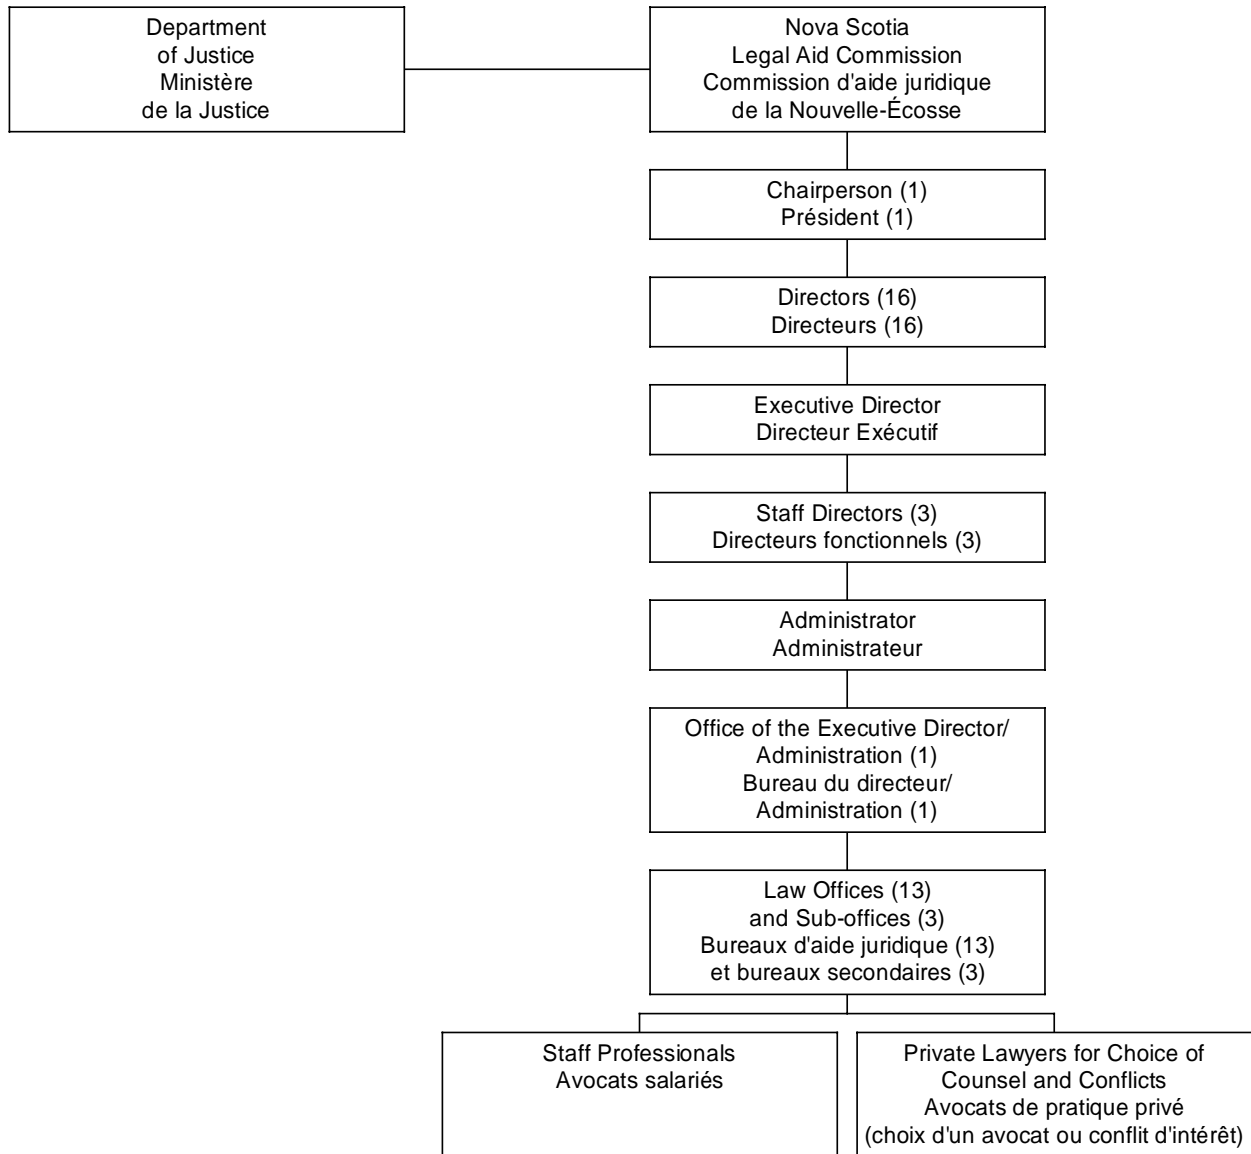 Department
of Justice
Ministère
de la Justice
Nova Scotia
Legal Aid Commission
Commission d'aide juridique
de la Nouvelle-Écosse
Chairperson (1)
Président (1)
Directors (16)
Directeurs (16)
Executive Director
Directeur Exécutif
Staff Directors (3)
Directeurs fonctionnels (3)
Administrator
Administrateur
Office of the Executive Director/
Administration (1)
Bureau du directeur/
Administration (1)
Law Offices (13)
and Sub-offices (3)
Bureaux d'aide juridique (13)
et bureaux secondaires (3)
Staff Professionals
Avocats salariés
Private Lawyers for Choice of
Counsel and Conflicts
Avocats de pratique privé
(choix d'un avocat ou conflit d'intérêt)